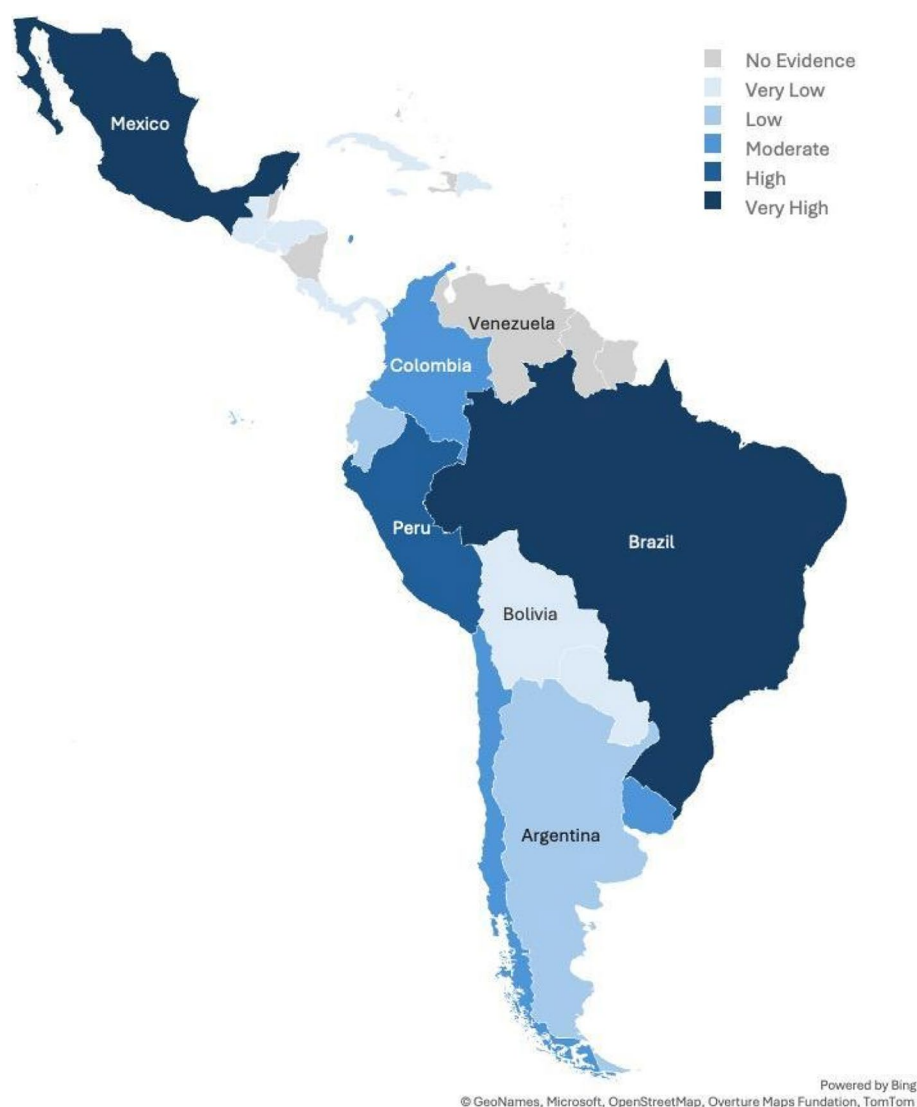 No Evidence
Very Low
Low
Moderate
High
Very High
Mexico
Venezuela
Colombia
Peru
Brazil
Bolivia
Argentina
Powered by Bing
© GeoNames, Microsoft, OpenStreetMap, Overture Maps Fundation, TomTom